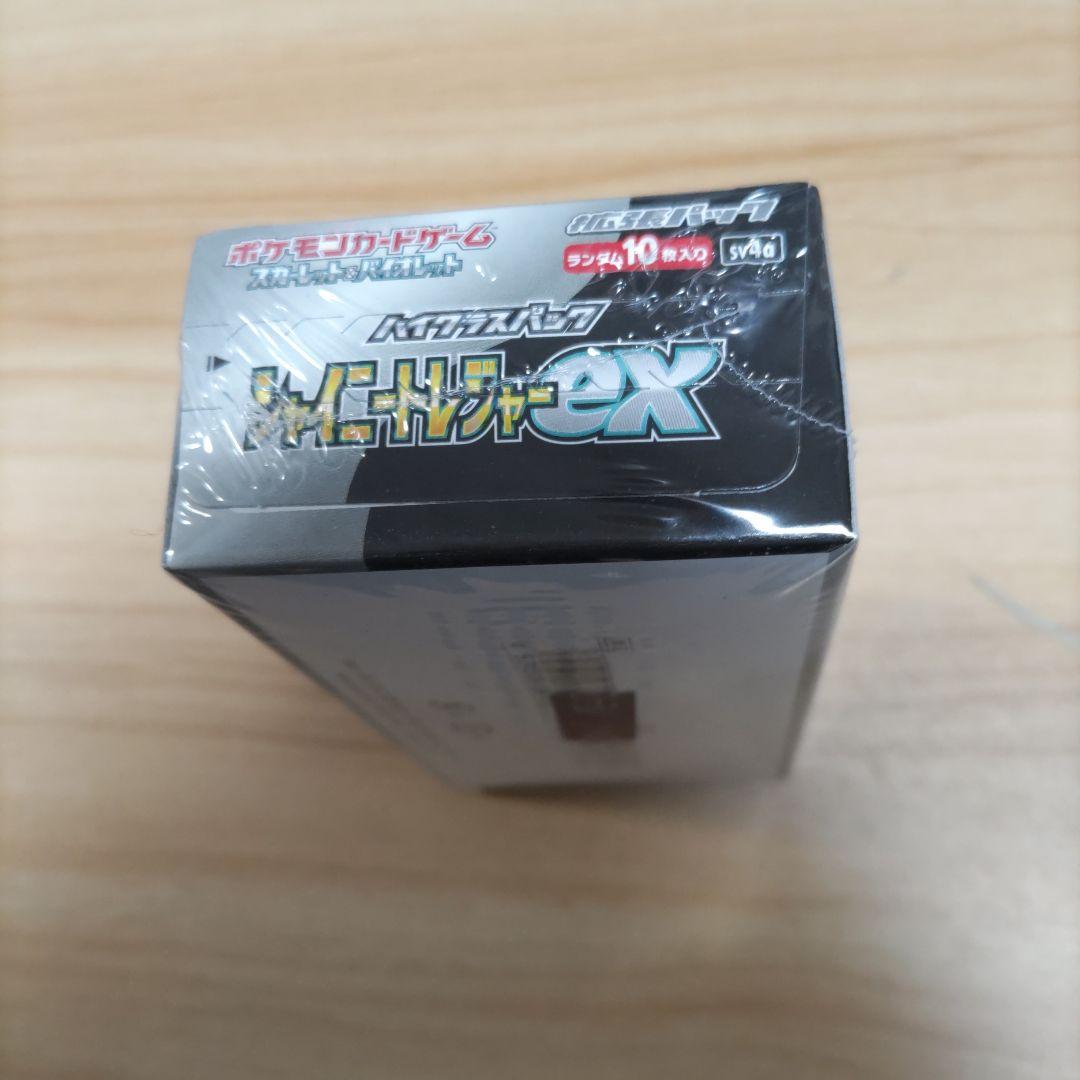 ポケモンカードゲーム
スカーレット&バイオレット
拡張パック
ランダム10枚入り
SV4a
ハイクラスパック
シャイニートレジャーex